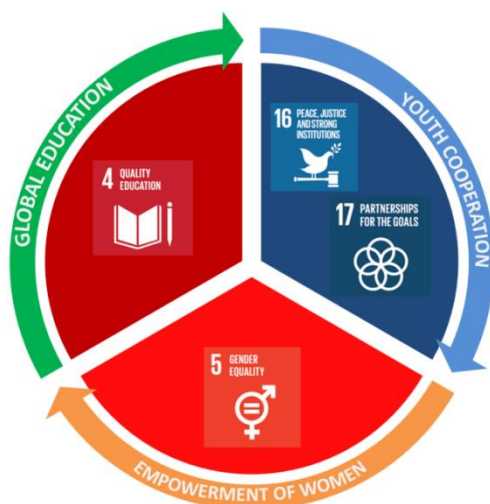 GLOBAL EDUCATION
YOUTH COOPERATION
EMPOWERMENT OF WOMEN
4 QUALITY
EDUCATION
16 PEACE, JUSTICE
AND STRONG
INSTITUTIONS
17 PARTNERSHIPS
FOR THE GOALS
5 GENDER
EQUALITY